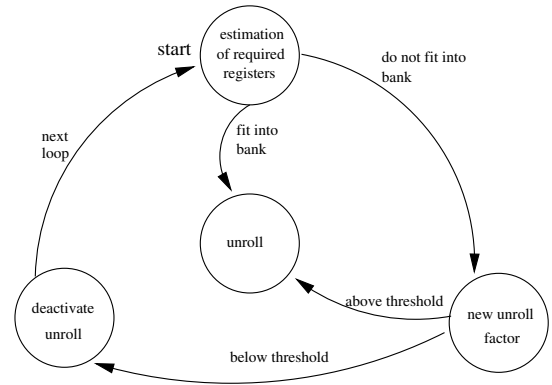 start
estimation
of required
registers
do not fit into
bank
fit into
bank
next
loop
unroll
deactivate
unroll
above threshold
new unroll
factor
below threshold